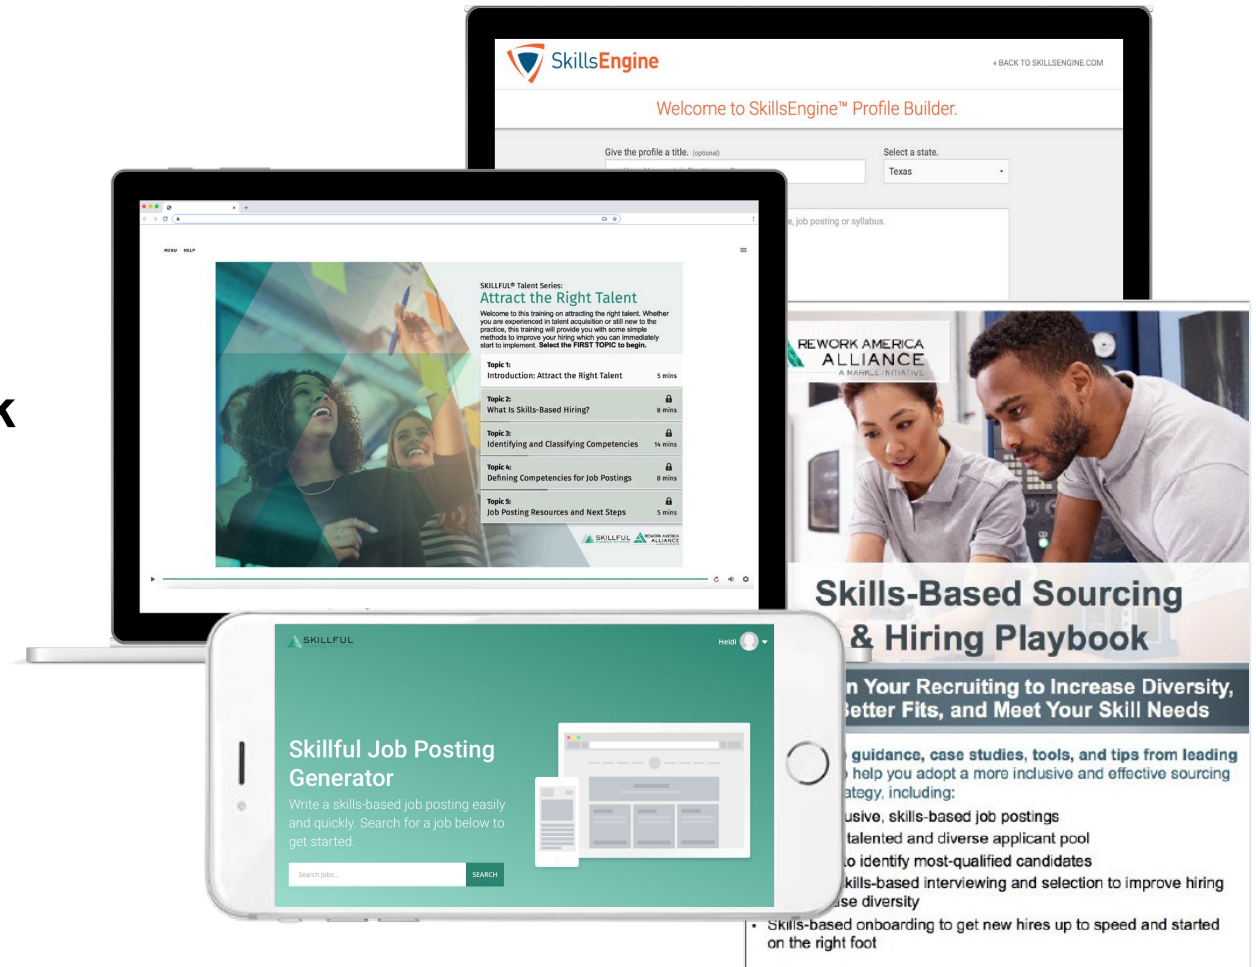 SkillsEngine
« BACK TO SKILLSENGINE.COM
Welcome to SkillsEngine™ Profile Builder.
Give the profile a title. (optional)
Select a state.
Texas
e, job posting or syllabus.
MENU HELP
SKILLFUL® Talent Series:
Attract the Right Talent
Welcome to this training on attracting the right talent. Whether
you are experienced in talent acquisition or still new to the
practice, this training will provide you with some simple
methods to improve your hiring which you can immediately
start to implement. Select the FIRST TOPIC to begin.
Topic 1:
Introduction: Attract the Right Talent 5 mins
Topic 2:
What Is Skills-Based Hiring? 8 mins
Topic 3:
Identifying and Classifying Competencies 14 mins
Topic 4:
Defining Competencies for Job Postings 8 mins
Topic 5:
Job Posting Resources and Next Steps 5 mins
SKILLFUL
REWORK AMERICA
ALLIANCE
k
REWORK AMERICA
ALLIANCE
A MARKLE INITIATIVE
Skills-Based Sourcing
& Hiring Playbook
n Your Recruiting to Increase Diversity,
Better Fits, and Meet Your Skill Needs
guidance, case studies, tools, and tips from leading
help you adopt a more inclusive and effective sourcing
ategy, including:
usive, skills-based job postings
talented and diverse applicant pool
to identify most-qualified candidates
kills-based interviewing and selection to improve hiring
se diversity
• Skills-based onboarding to get new hires up to speed and started
on the right foot
SKILLFUL
Heidi
Skillful Job Posting
Generator
Write a skills-based job posting easily
and quickly. Search for a job below to
get started.
Search jobs...
SEARCH